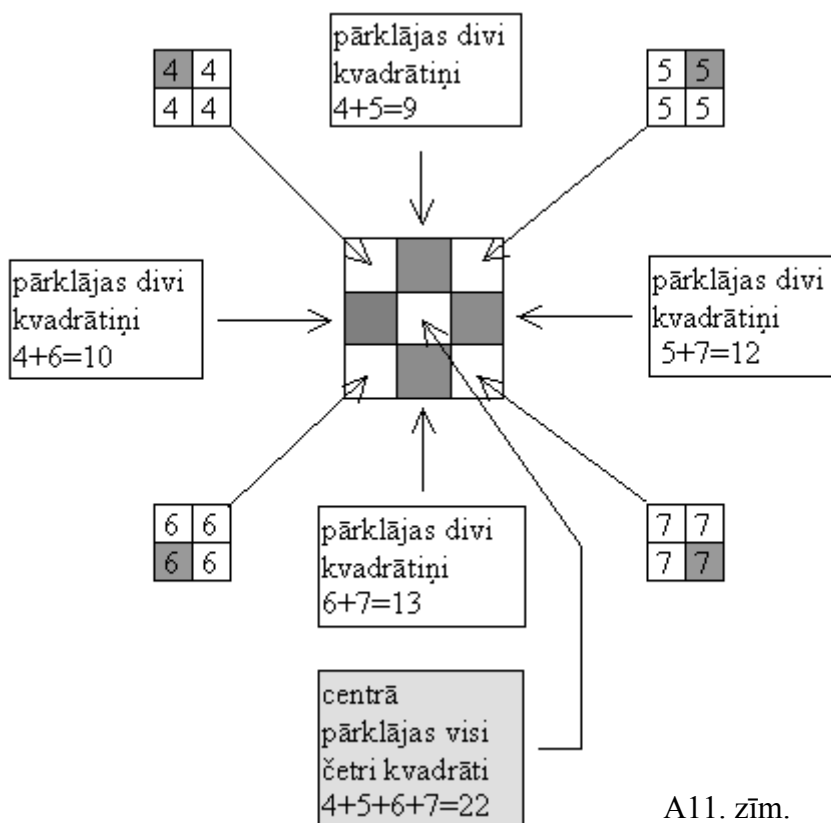 pārklājas divi
kvadrātiņi
4+5=9
4 4
4 4
5 5
5 5
pārklājas divi
kvadrātiņi
4+6=10
pārklājas divi
kvadrātiņi
5+7=12
6 6
6 6
pārklājas divi
kvadrātiņi
6+7=13
7 7
7 7
centrā
pārklājas visi
četri kvadrāti
4+5+6+7=22
A11. zīm.